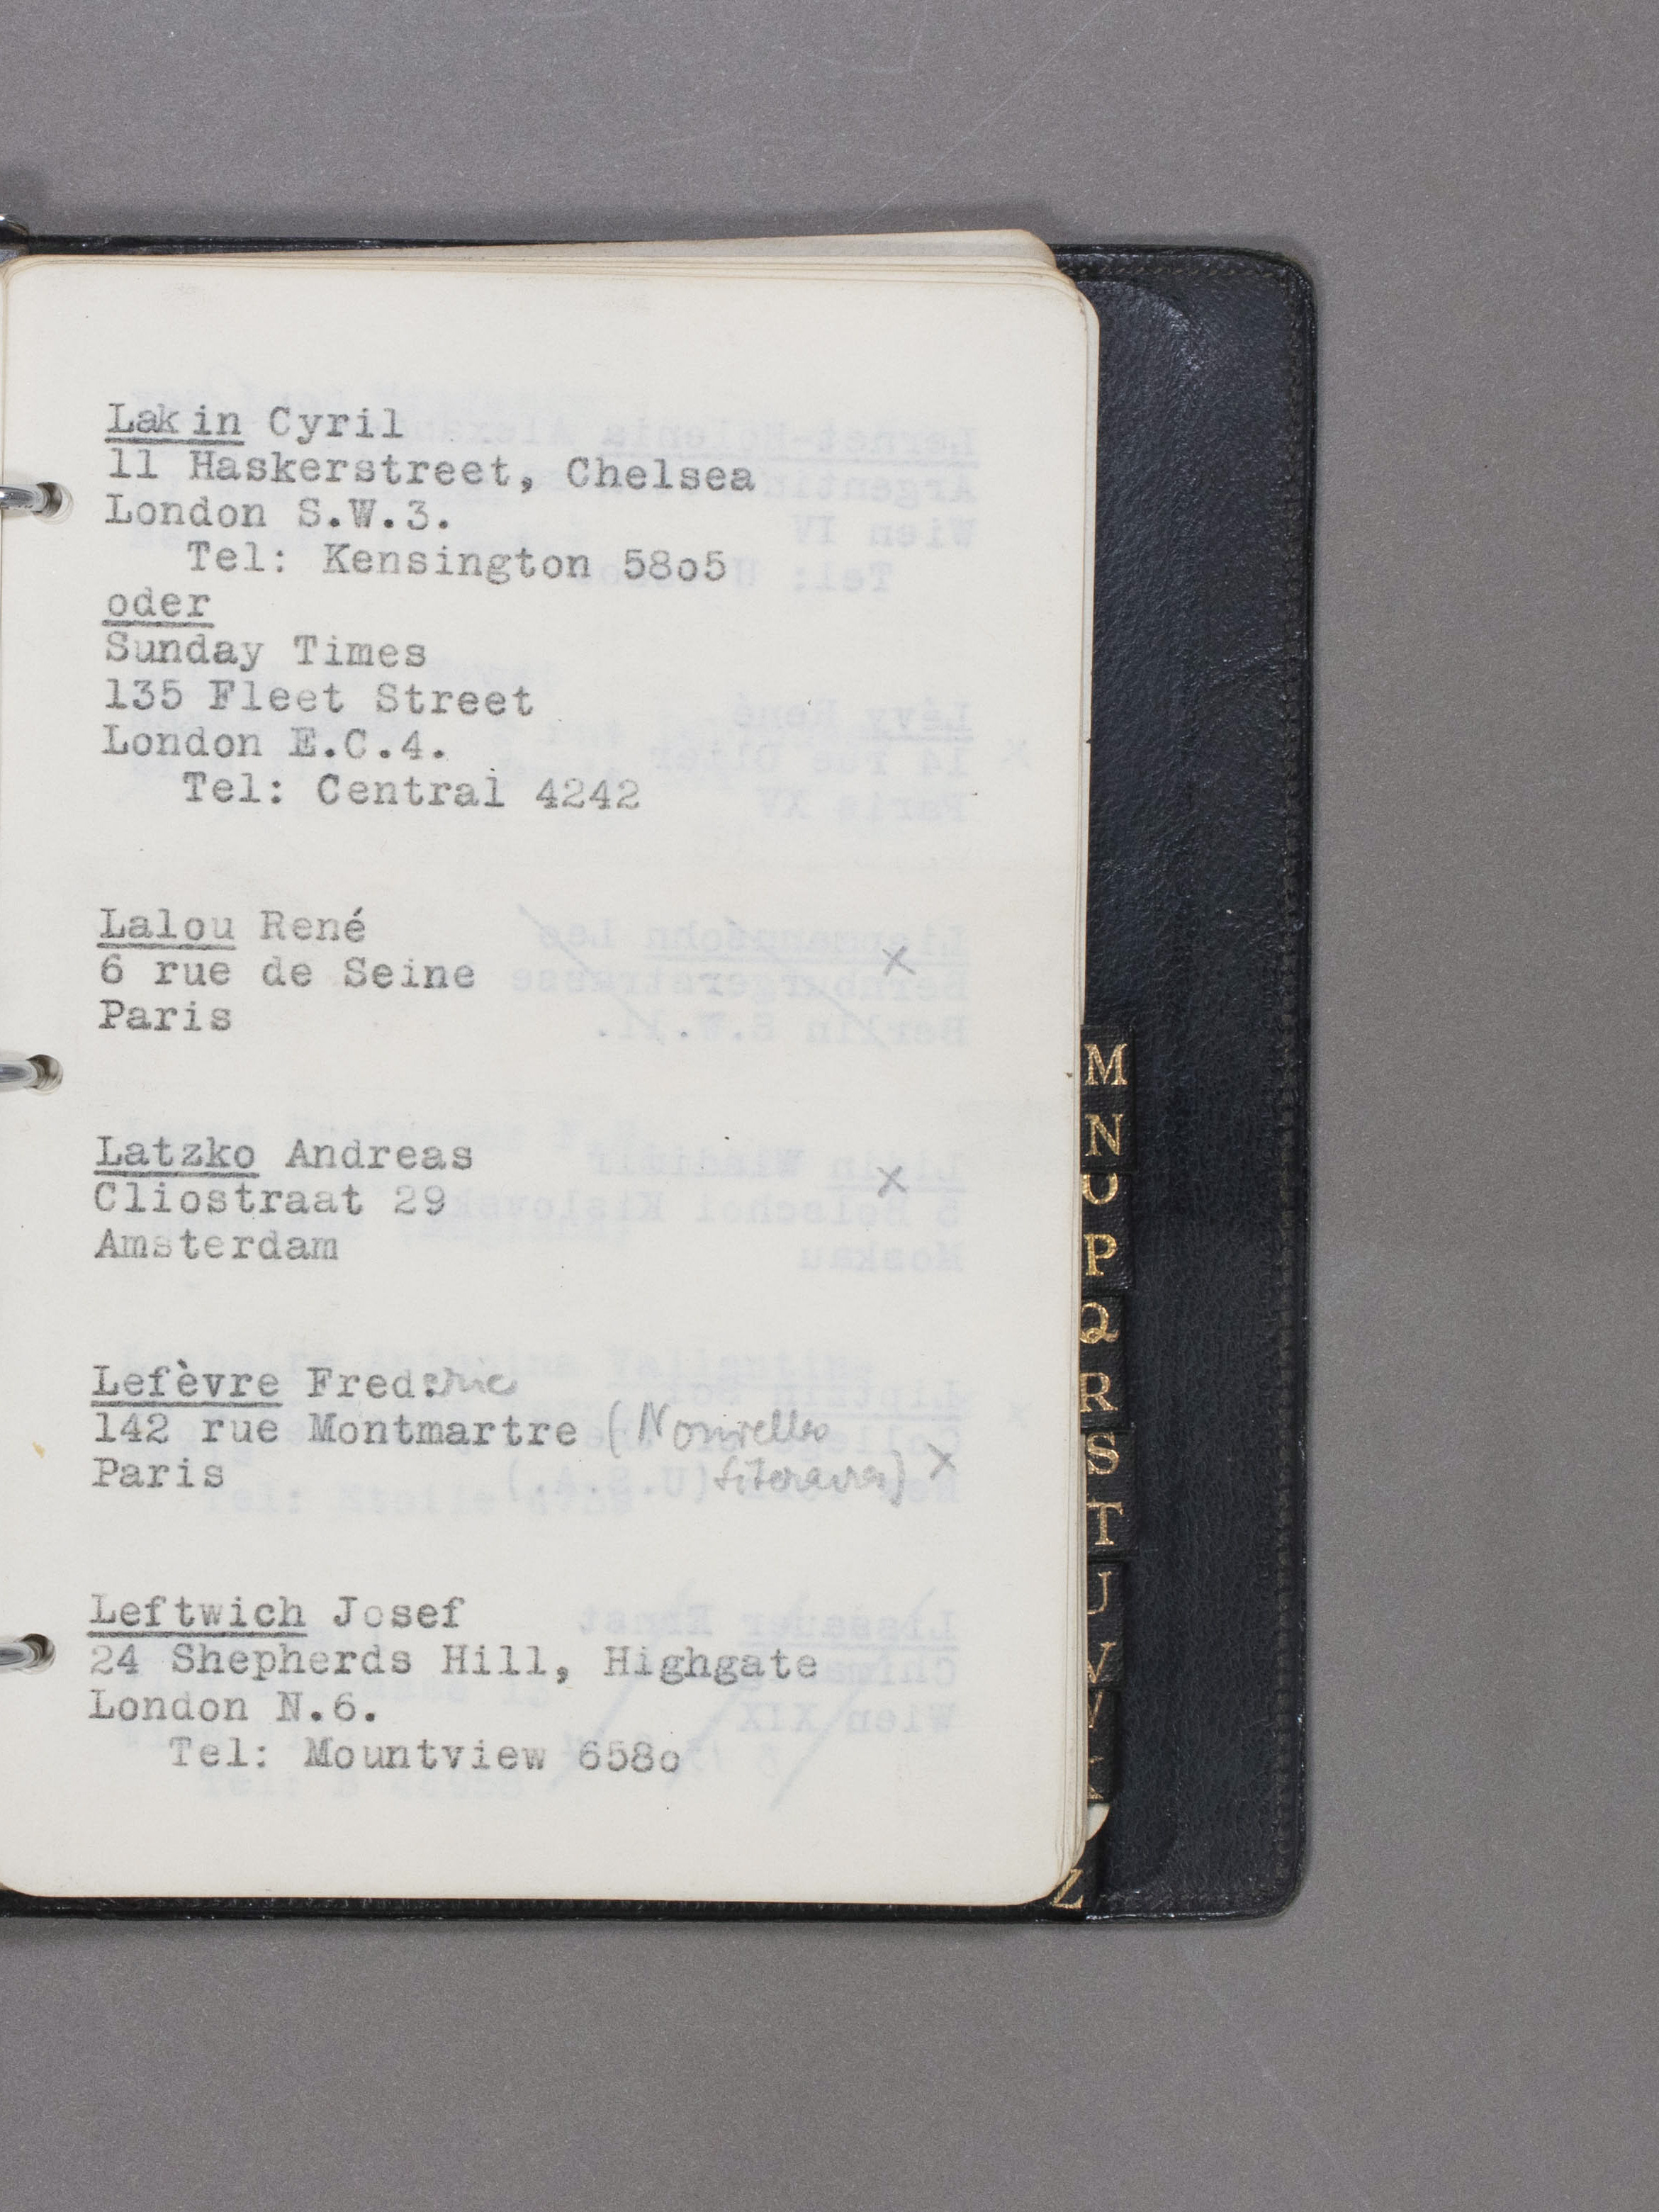 Lakin Cyril
11 Haskerstreet, Chelsea
London S.W.3.
Tel: Kensington 58o5
oder
Sunday Times
135 Fleet Street
London E.C.4.
Tel: Central 4242
Lalou René
6 rue de Seine ×
Paris
Latzko Andreas
Cliostraat 29 ×
Amsterdam
Lefèvre Frederic
142 rue Montmartre (Nouvelles
Paris Literaires) ×
Leftwich Josef
24 Shepherds Hill, Highgate
London N.6.
Tel: Mountview 658o
M
N
O
P
Q
R
S
T
U
V
W
X
Z